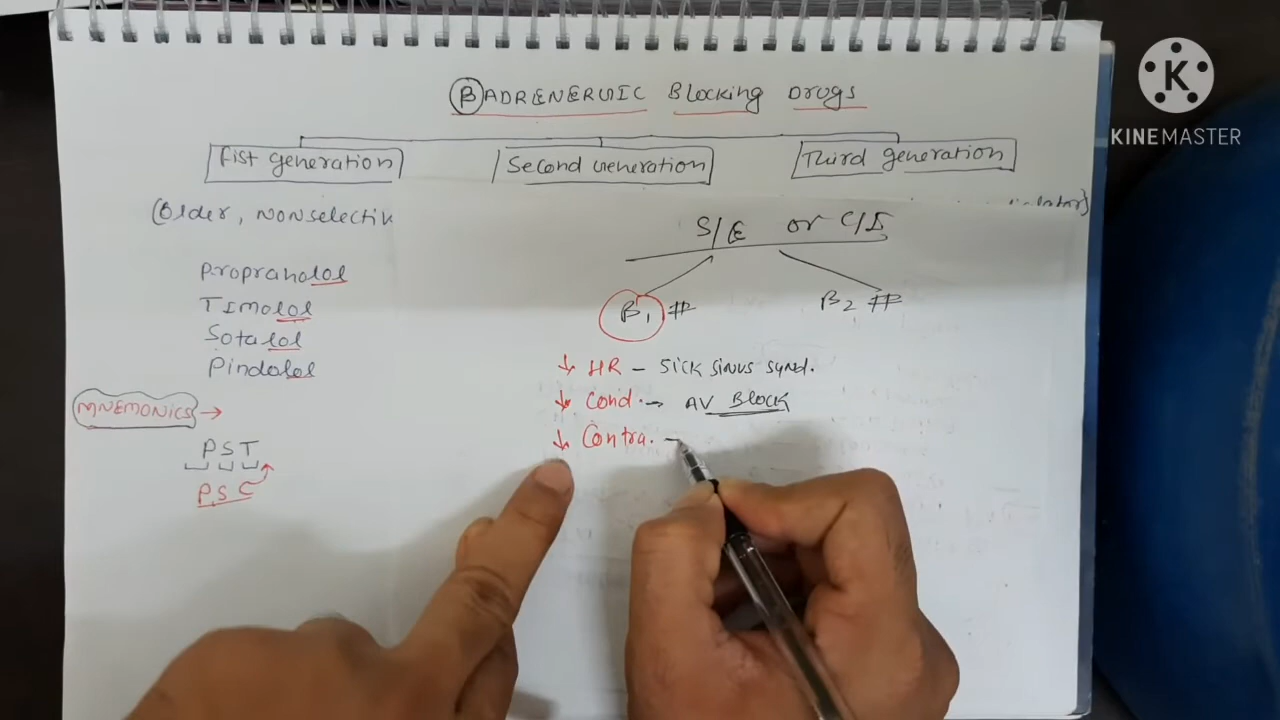 β ADRENERGIC Blocking Drugs
Fist generation
Second Generation
Third generation
(Older, Nonselectiv
S/E or C/I
Propranolol
Timolol
Sotalol
Pindolol
β1 #
β2 #
↓ HR - Sick sinus synd.
↓ Cond. → AV Block
↓ Contra. -
MNEMONICS →
PST
PSC
K
KINEMASTER